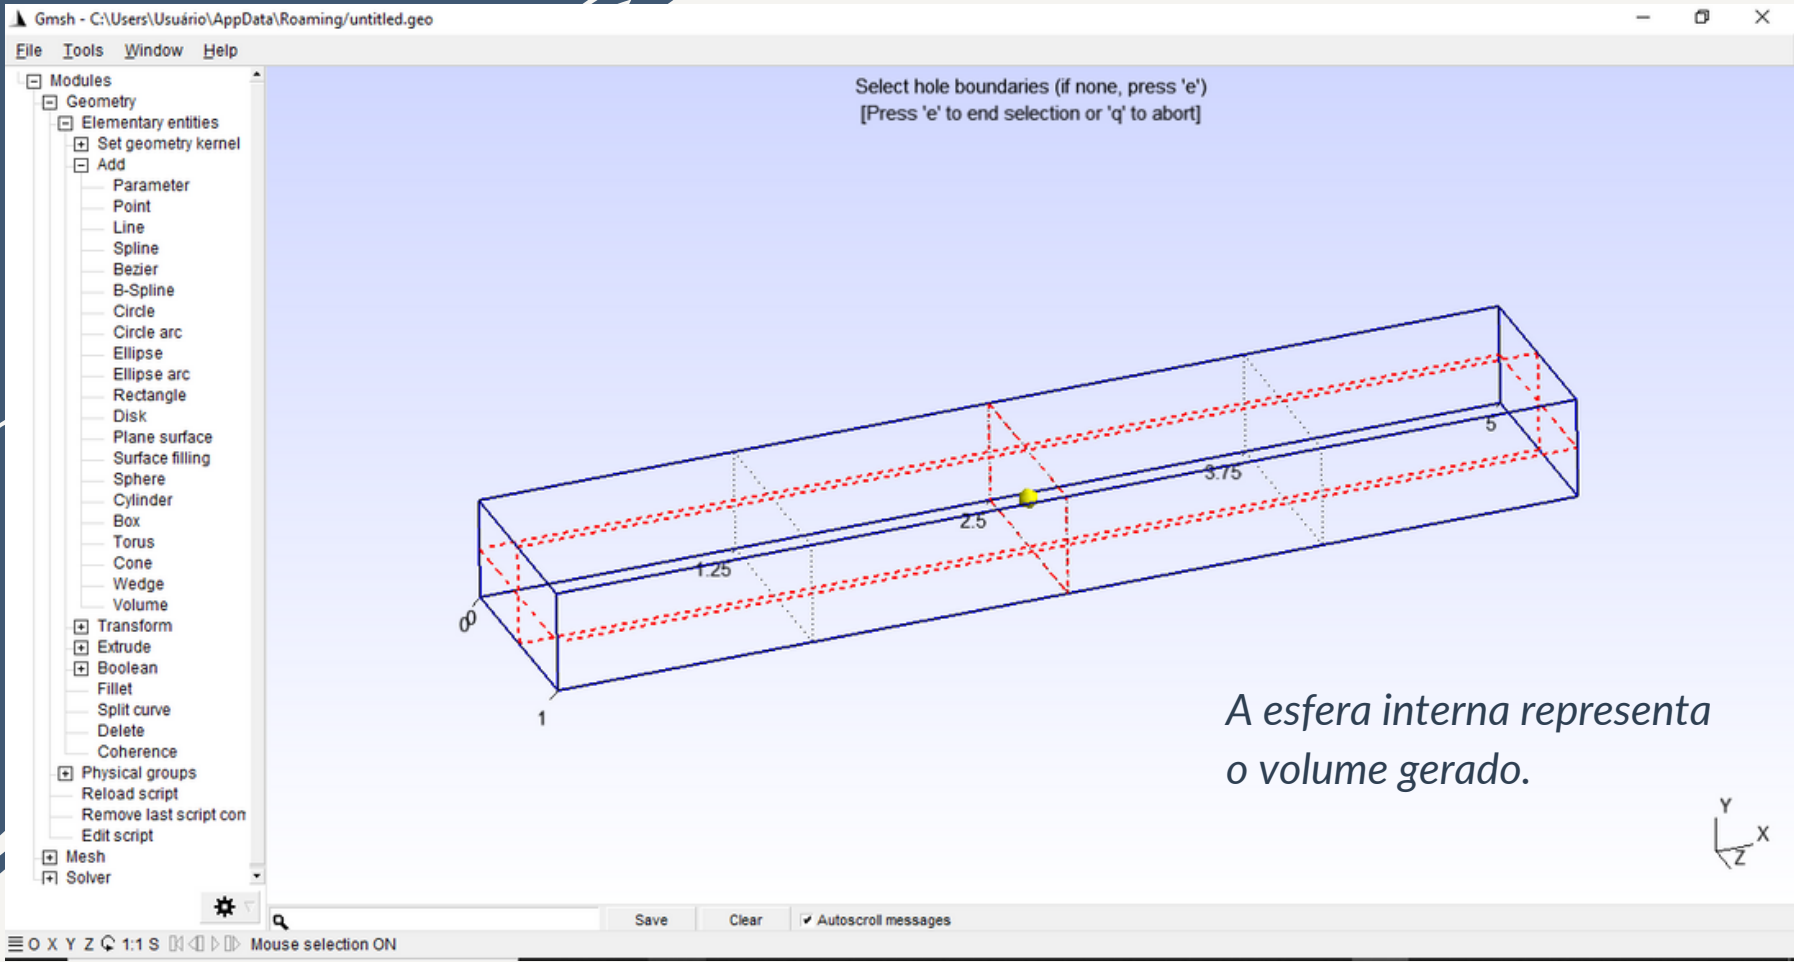 Gmsh - C:\Users\Usuário\AppData\Roaming/untitled.geo
File Tools Window Help
Modules
Geometry
Elementary entities
Set geometry kernel
Add
Parameter
Point
Line
Spline
Bezier
B-Spline
Circle
Circle arc
Ellipse
Ellipse arc
Rectangle
Disk
Plane surface
Surface filling
Sphere
Cylinder
Box
Torus
Cone
Wedge
Volume
Transform
Extrude
Boolean
Fillet
Split curve
Delete
Coherence
Physical groups
Reload script
Remove last script com
Edit script
Mesh
Solver
Select hole boundaries (if none, press 'e')
[Press 'e' to end selection or 'q' to abort]
5
3.75
2.5
1.25
0
0
1
A esfera interna representa
o volume gerado.
Y
X
Z
Save Clear Autoscroll messages
O X Y Z 1:1 S Mouse selection ON